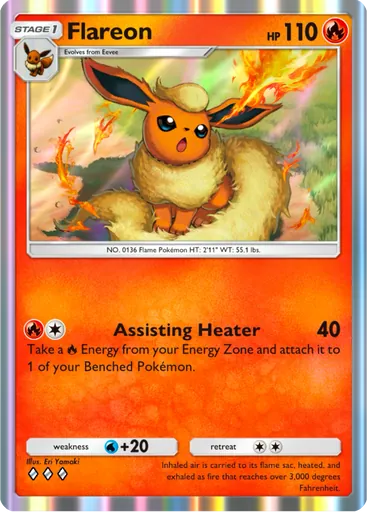 STAGE 1
Flareon
HP 110
Evolves from Eevee
NO. 0136 Flame Pokémon HT: 2'11" WT: 55.1 lbs.
Assisting Heater 40
Take a Energy from your Energy Zone and attach it to
1 of your Benched Pokémon.
weakness +20 retreat
Illus. Eri Yamaki
Inhaled air is carried to its flame sac, heated, and
exhaled as fire that reaches over 3,000 degrees
Fahrenheit.